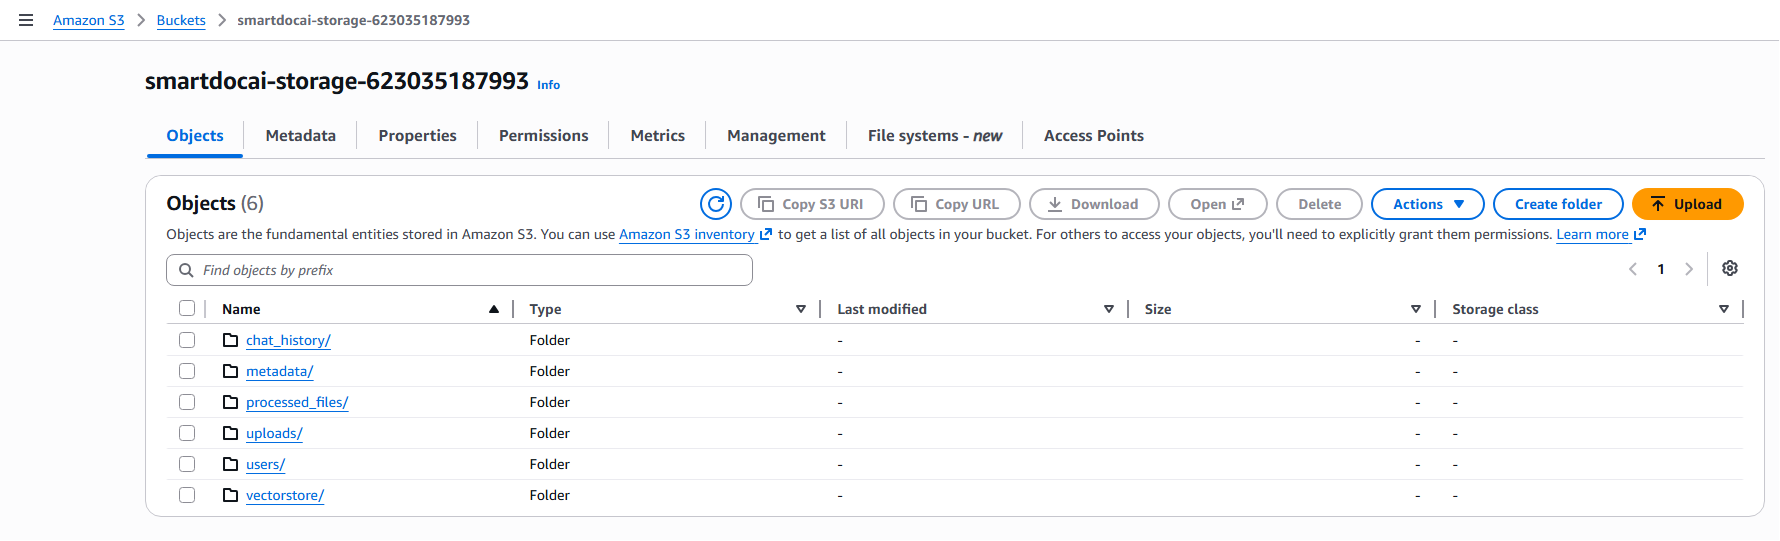 Amazon S3 > Buckets > smartdocai-storage-623035187993
smartdocai-storage-623035187993 Info
Objects Metadata Properties Permissions Metrics Management File systems - new Access Points
Objects (6) Copy S3 URI Copy URL Download Open Delete Actions Create folder Upload
Objects are the fundamental entities stored in Amazon S3. You can use Amazon S3 inventory to get a list of all objects in your bucket. For others to access your objects, you'll need to explicitly grant them permissions. Learn more
Find objects by prefix 1
Name Type Last modified Size Storage class
chat_history/ Folder - - -
metadata/ Folder - - -
processed_files/ Folder - - -
uploads/ Folder - - -
users/ Folder - - -
vectorstore/ Folder - - -